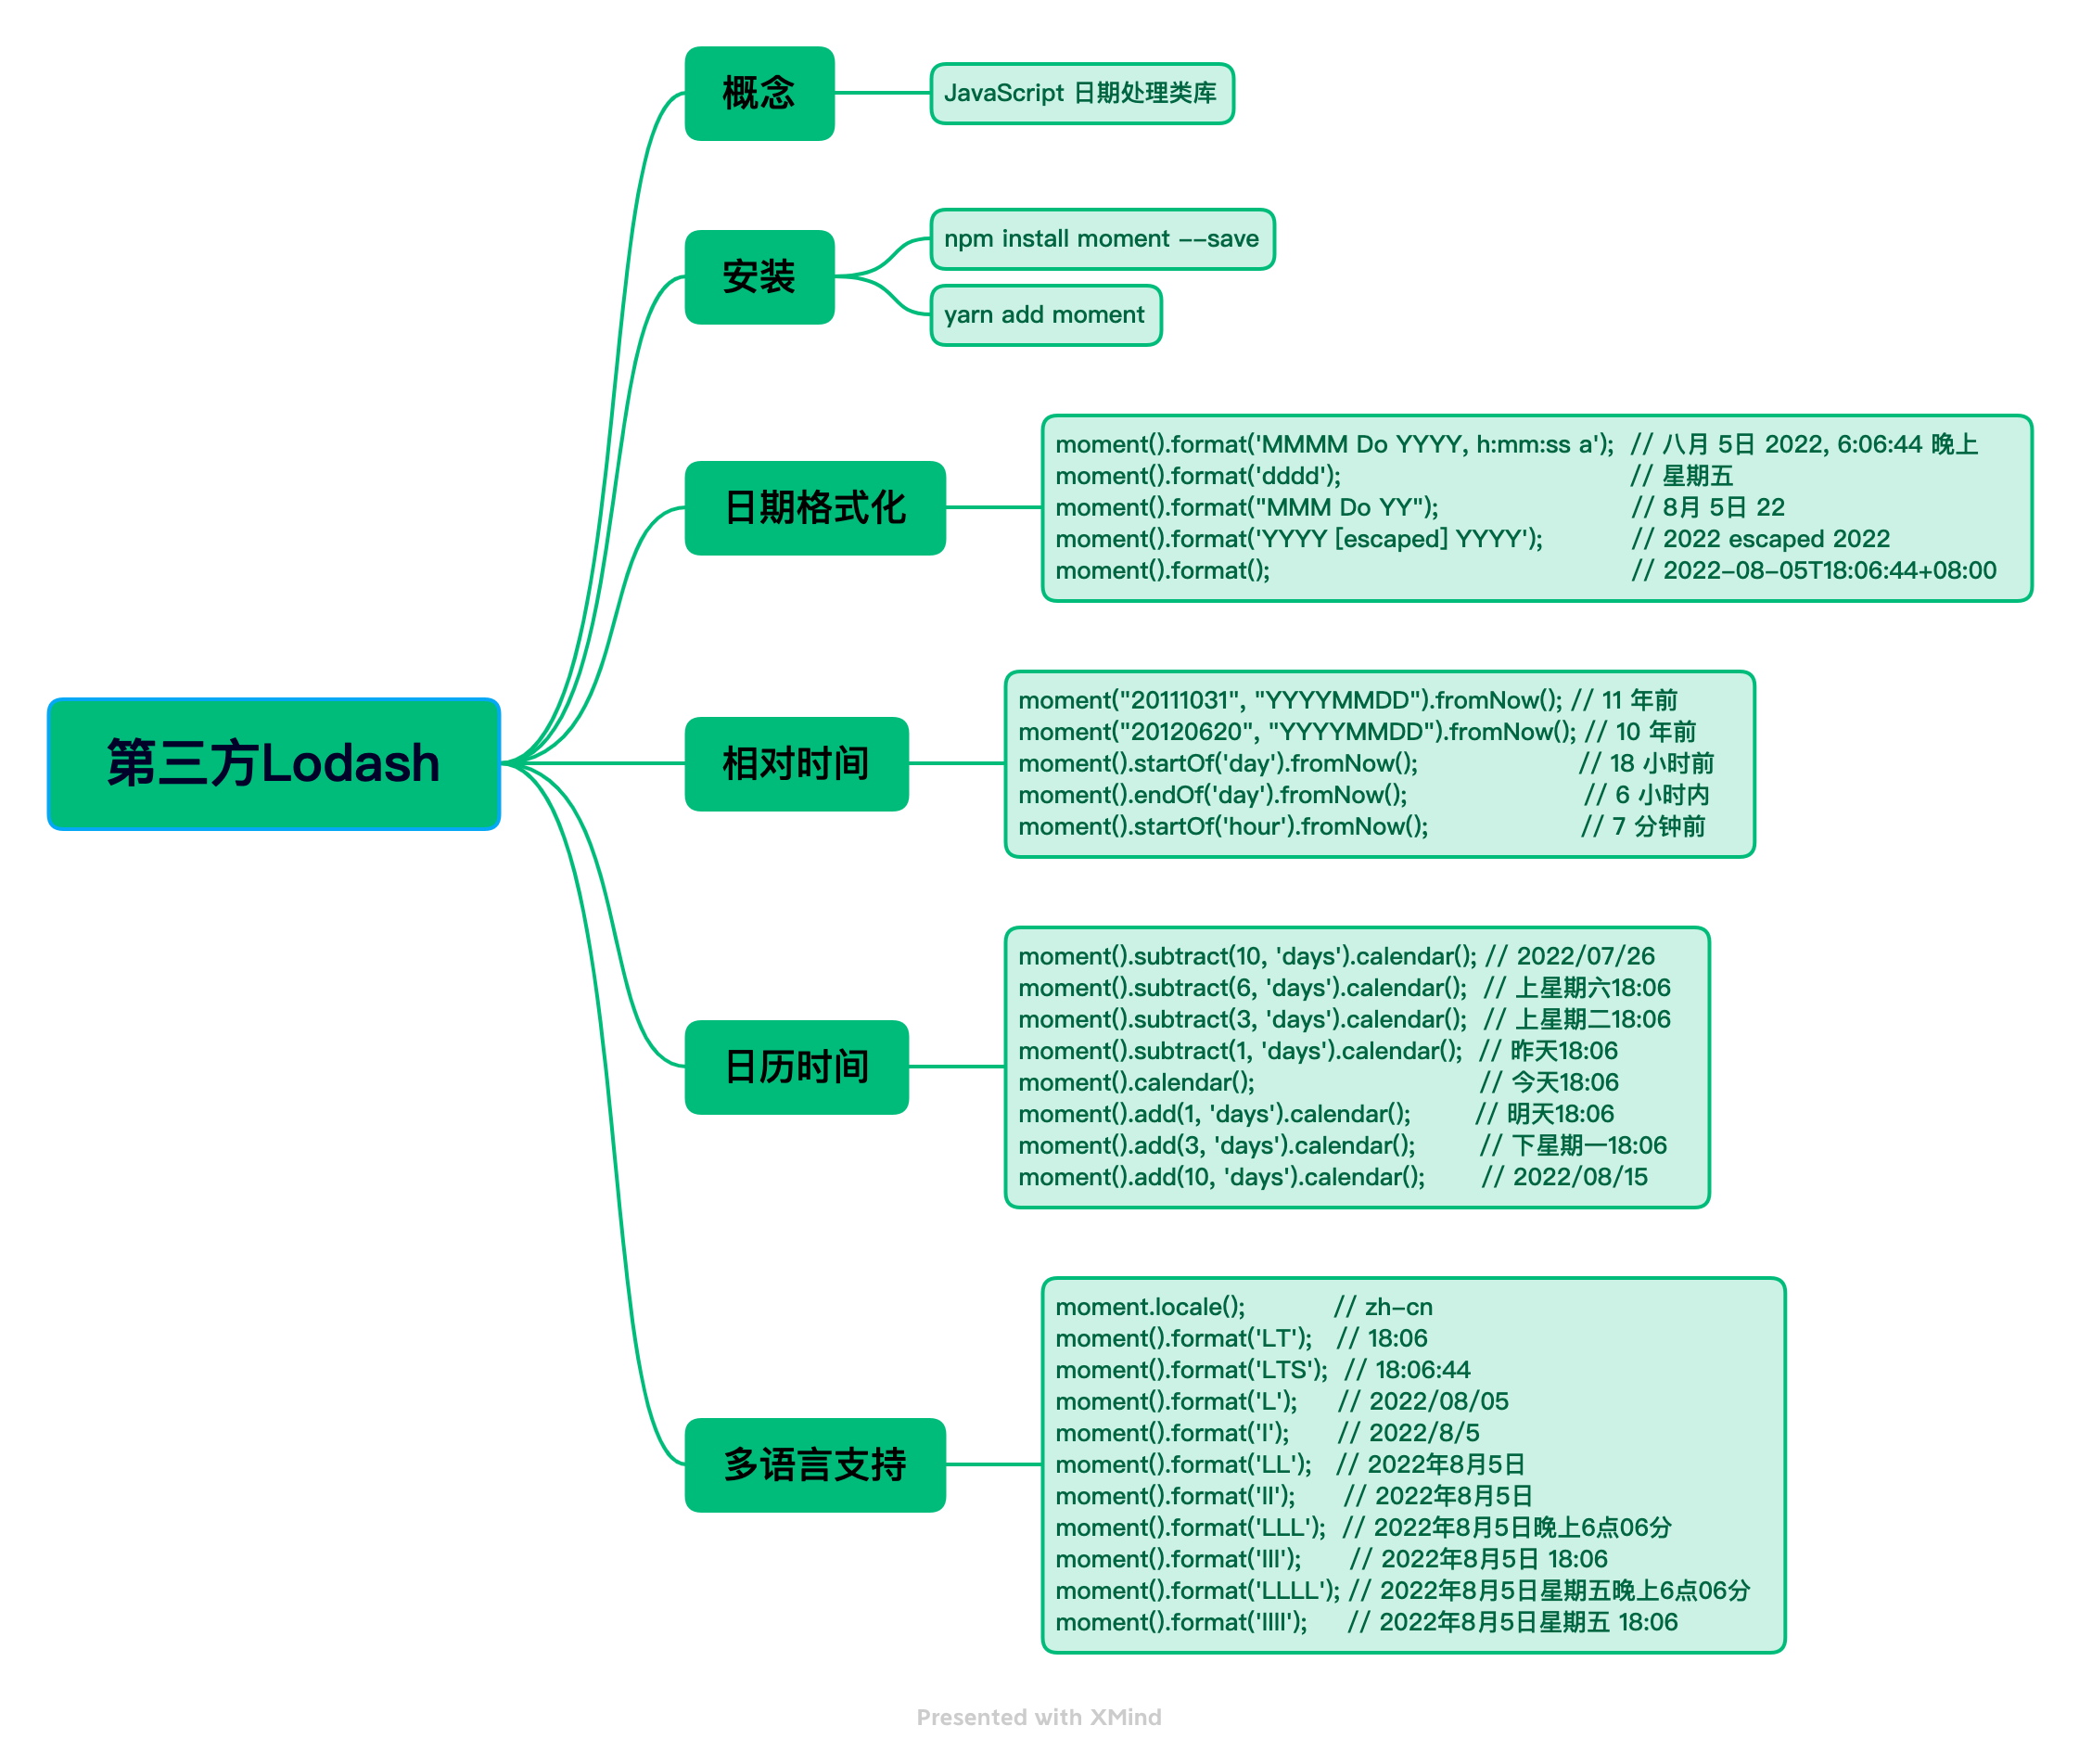 概念
JavaScript 日期处理类库
安装
npm install moment --save
yarn add moment
日期格式化
moment().format('MMMM Do YYYY, h:mm:ss a'); // 八月 5日 2022, 6:06:44 晚上
moment().format('dddd'); // 星期五
moment().format("MMM Do YY"); // 8月 5日 22
moment().format('YYYY [escaped] YYYY'); // 2022 escaped 2022
moment().format(); // 2022-08-05T18:06:44+08:00
第三方Lodash
相对时间
moment("20111031", "YYYYMMDD").fromNow(); // 11 年前
moment("20120620", "YYYYMMDD").fromNow(); // 10 年前
moment().startOf('day').fromNow(); // 18 小时前
moment().endOf('day').fromNow(); // 6 小时内
moment().startOf('hour').fromNow(); // 7 分钟前
日历时间
moment().subtract(10, 'days').calendar(); // 2022/07/26
moment().subtract(6, 'days').calendar(); // 上星期六18:06
moment().subtract(3, 'days').calendar(); // 上星期二18:06
moment().subtract(1, 'days').calendar(); // 昨天18:06
moment().calendar(); // 今天18:06
moment().add(1, 'days').calendar(); // 明天18:06
moment().add(3, 'days').calendar(); // 下星期一18:06
moment().add(10, 'days').calendar(); // 2022/08/15
多语言支持
moment.locale(); // zh-cn
moment().format('LT'); // 18:06
moment().format('LTS'); // 18:06:44
moment().format('L'); // 2022/08/05
moment().format('l'); // 2022/8/5
moment().format('LL'); // 2022年8月5日
moment().format('ll'); // 2022年8月5日
moment().format('LLL'); // 2022年8月5日晚上6点06分
moment().format('lll'); // 2022年8月5日 18:06
moment().format('LLLL'); // 2022年8月5日星期五晚上6点06分
moment().format('llll'); // 2022年8月5日星期五 18:06
Presented with XMind